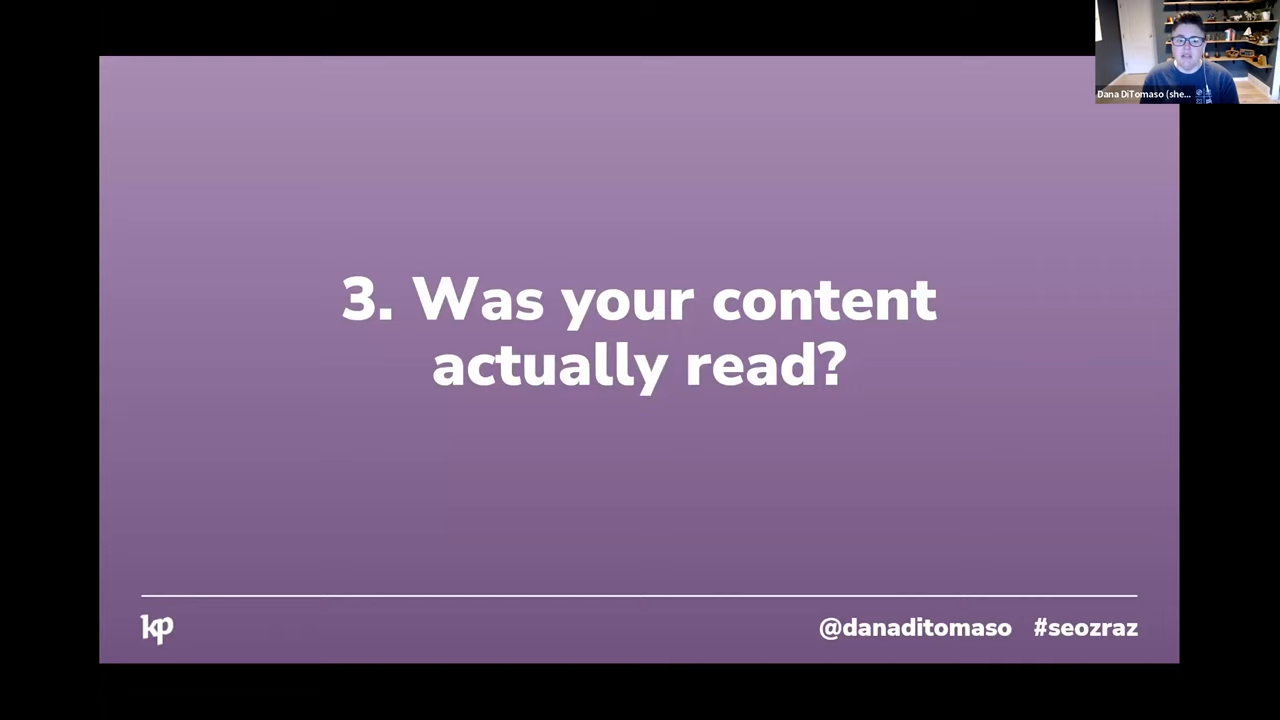 Dana DiTomaso (she...
3. Was your content
actually read?
kp
@danaditomaso #seozraz